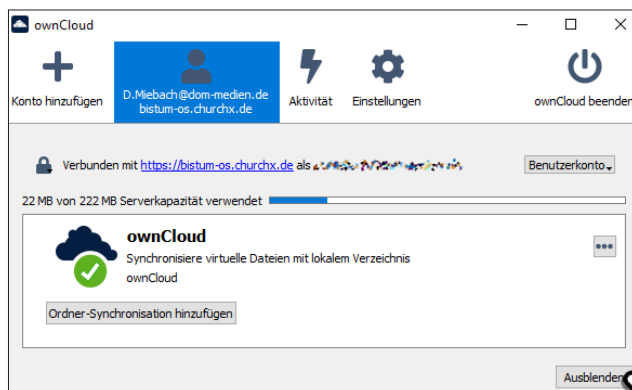 ownCloud
Konto hinzufügen
D.Miebach@dom-medien.de
bistum-os.churchx.de
Aktivität
Einstellungen
ownCloud beenden
Verbunden mit https://bistum-os.churchx.de als
Benutzerkonto
22 MB von 222 MB Serverkapazität verwendet
ownCloud
Synchronisiere virtuelle Dateien mit lokalem Verzeichnis
ownCloud
Ordner-Synchronisation hinzufügen
Ausblenden